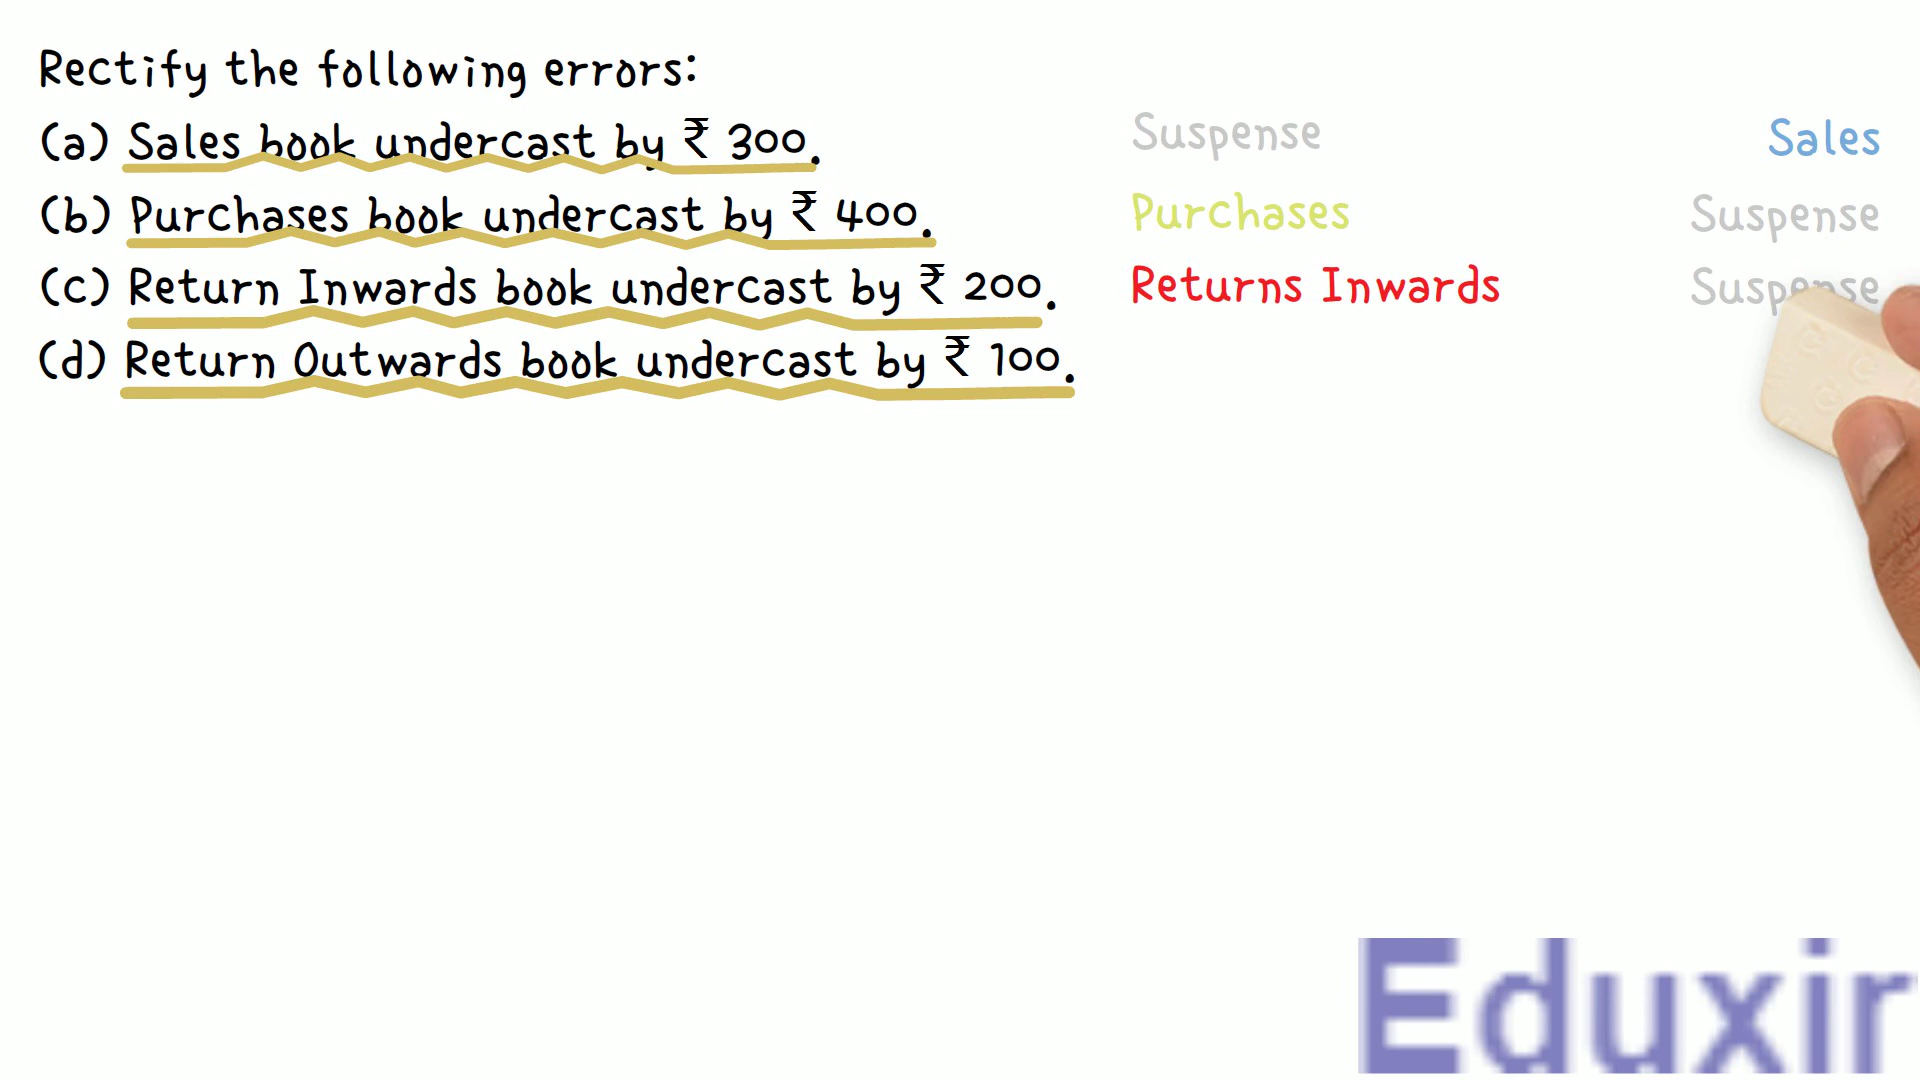 Rectify the following errors:
(a) Sales book undercast by ₹ 300.
Suspense
Sales
(b) Purchases book undercast by ₹ 400.
Purchases
Suspense
(c) Return Inwards book undercast by ₹ 200.
Returns Inwards
Suspense
(d) Return Outwards book undercast by ₹ 100.
Eduxir